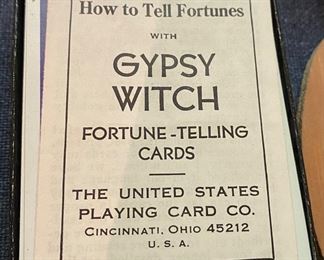 How to Tell Fortunes
WITH
GYPSY
WITCH
FORTUNE-TELLING
CARDS
THE UNITED STATES
PLAYING CARD CO.
CINCINNATI, OHIO 45212
U. S. A.